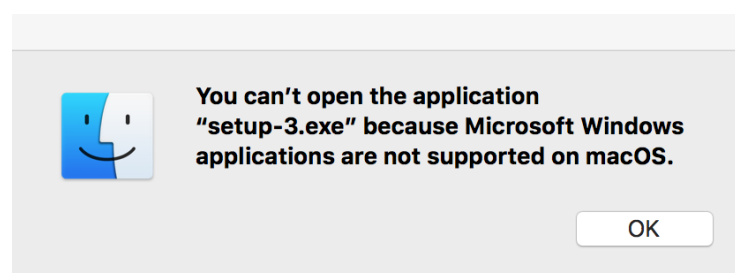 You can’t open the application
“setup-3.exe” because Microsoft Windows
applications are not supported on macOS.
OK